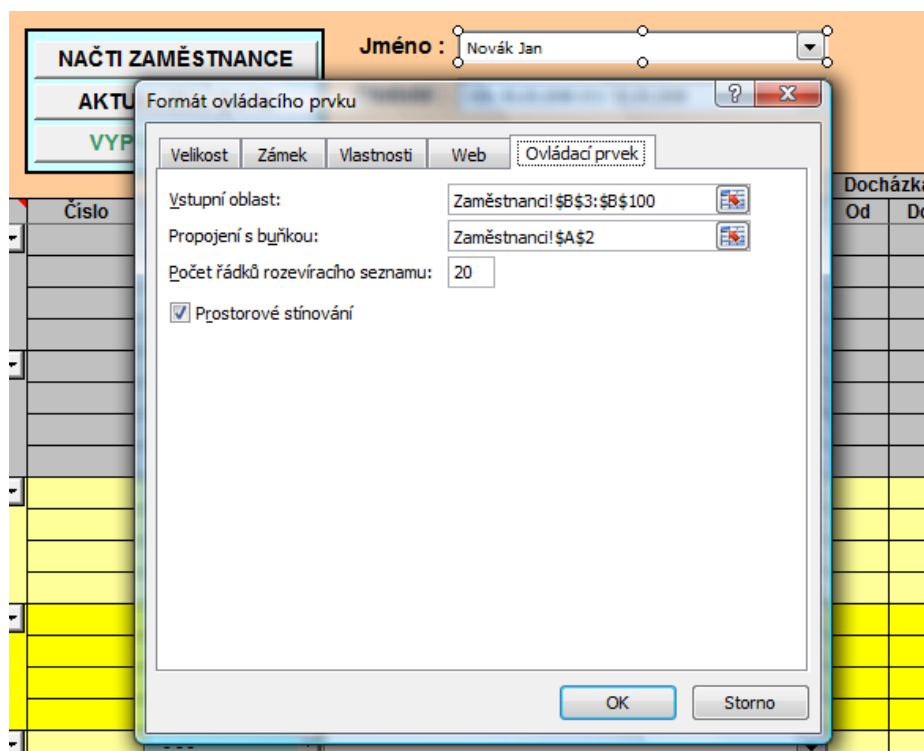 Jméno :
Novák Jan
NAČTI ZAMĚSTNANCE
AKTU
VYP
Formát ovládacího prvku
Velikost
Zámek
Vlastnosti
Web
Ovládací prvek
Vstupní oblast:
Zaměstnanci!$B$3:$B$100
Propojení s buňkou:
Zaměstnanci!$A$2
Počet řádků rozevíracího seznamu:
20
Prostorové stínování
OK
Storno
Číslo
Docházka
Od
Do